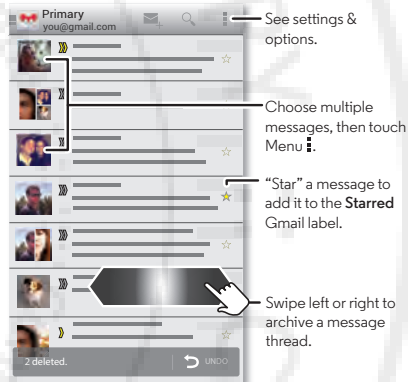 Primary
you@gmail.com
See settings &
options.
Choose multiple
messages, then touch
Menu .
“Star” a message to
add it to the Starred
Gmail label.
Swipe left or right to
archive a message
thread.
2 deleted.
UNDO